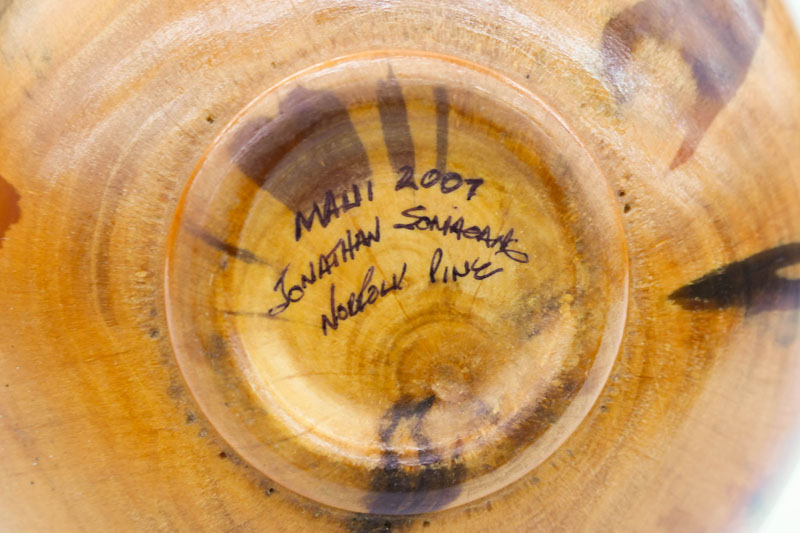 MAUI 2007
JONATHAN
NORFOLK PINE